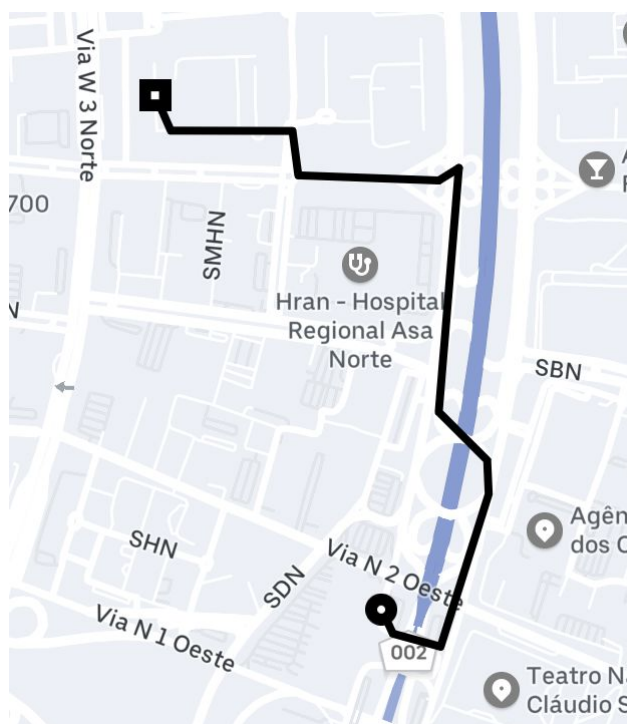 Via W 3 Norte
700
SMHN
Hran - Hospital
Regional Asa
Norte
SBN
SHN
SDN
Via N 2 Oeste
Via N 1 Oeste
002
Agên
dos C
Teatro Na
Cláudio S
A
F
N